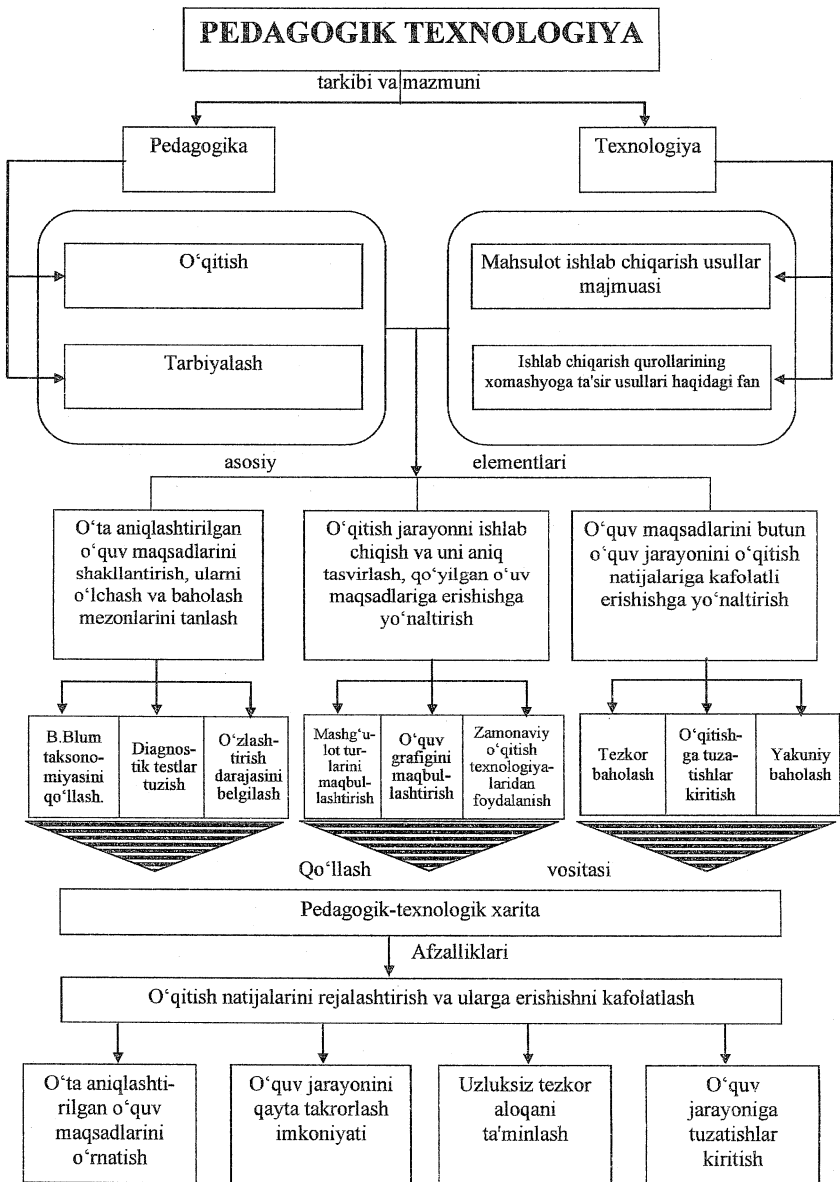 PEDAGOGIK TEXNOLOGIYA
tarkibi va mazmuni
Pedagogika
Texnologiya
O‘qitish
Tarbiyalash
Mahsulot ishlab chiqarish usullar
majmuasi
Ishlab chiqarish qurollarining
xomashyoga ta'sir usullari haqidagi fan
asosiy elementlari
O‘ta aniqlashtirilgan
o‘quv maqsadlarini
shakllantirish, ularni
o‘lchash va baholash
mezonlarini tanlash
O‘qitish jarayonni ishlab
chiqish va uni aniq
tasvirlash, qo‘yilgan o‘uv
maqsadlariga erishishga
yo‘naltirish
O‘quv maqsadlarini butun
o‘quv jarayonini o‘qitish
natijalariga kafolatli
erishishga yo‘naltirish
B.Blum
taksono-
miyasini
qo‘llash.
Diagnos-
tik testlar
tuzish
O‘zlash-
tirish
darajasini
belgilash
Mashg‘u-
lot tur-
larini
maqbul-
lashtirish
O‘quv
grafigini
maqbul-
lashtirish
Zamonaviy
o‘qitish
texnologiya-
laridan
foydalanish
Tezkor
baholash
O‘qitish-
ga tuza-
tishlar
kiritish
Yakuniy
baholash
Qo‘llash vositasi
Pedagogik-texnologik xarita
Afzalliklari
O‘qitish natijalarini rejalashtirish va ularga erishishni kafolatlash
O‘ta aniqlashti-
rilgan o‘quv
maqsadlarini
o‘rnatish
O‘quv jarayonini
qayta takrorlash
imkoniyati
Uzluksiz tezkor
aloqani
ta'minlash
O‘quv
jarayoniga
tuzatishlar
kiritish